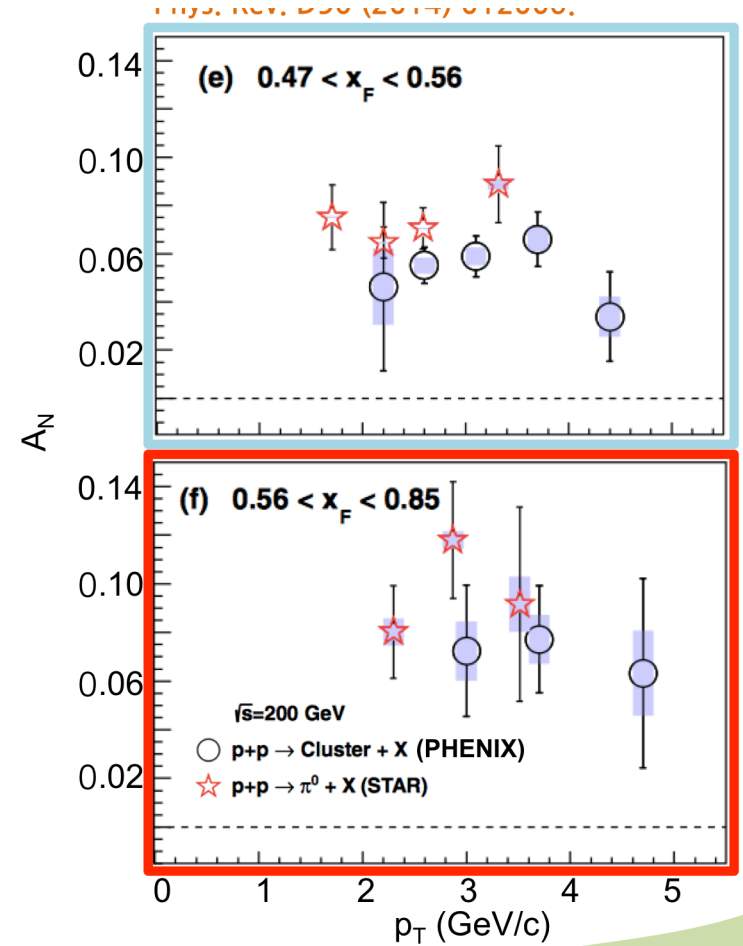 (e) 0.47 < x_F < 0.56
0.14
0.10
0.06
0.02
A_N
(f) 0.56 < x_F < 0.85
0.14
0.10
0.06
0.02
√s=200 GeV
p+p → Cluster + X (PHENIX)
p+p → π⁰ + X (STAR)
0 1 2 3 4 5
p_T (GeV/c)